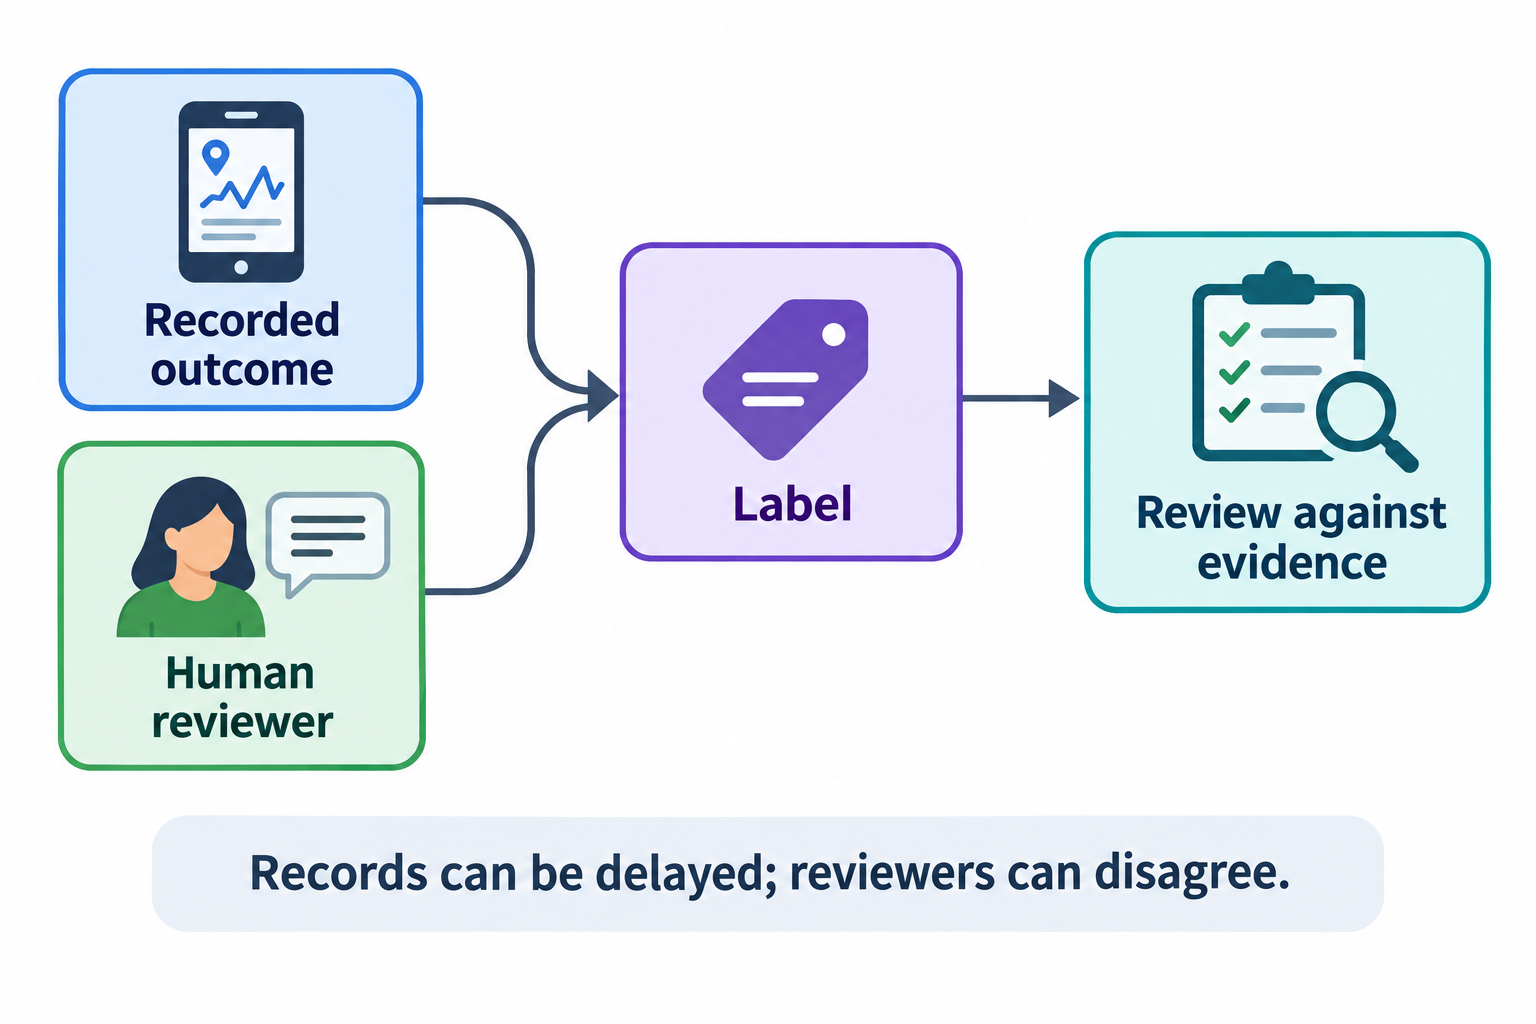 Recorded
outcome
Human
reviewer
Label
Review against
evidence
Records can be delayed; reviewers can disagree.